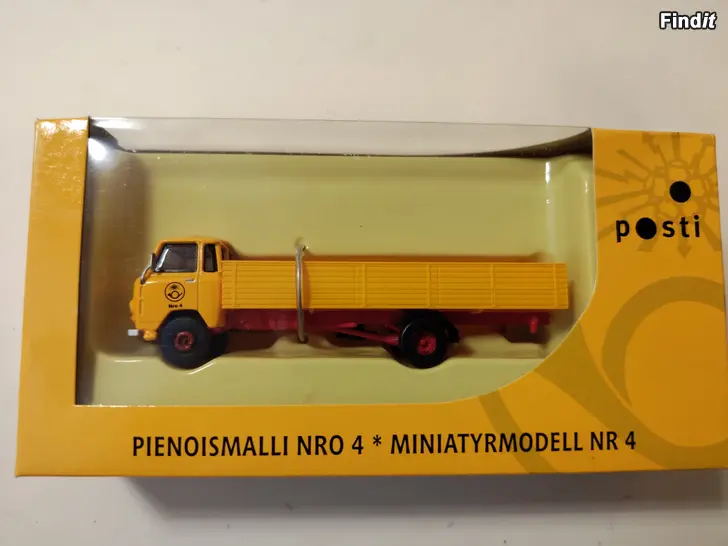 Findit
posti
Nro 4
PIENOISMALLI NRO 4 * MINIATYRMODELL NR 4